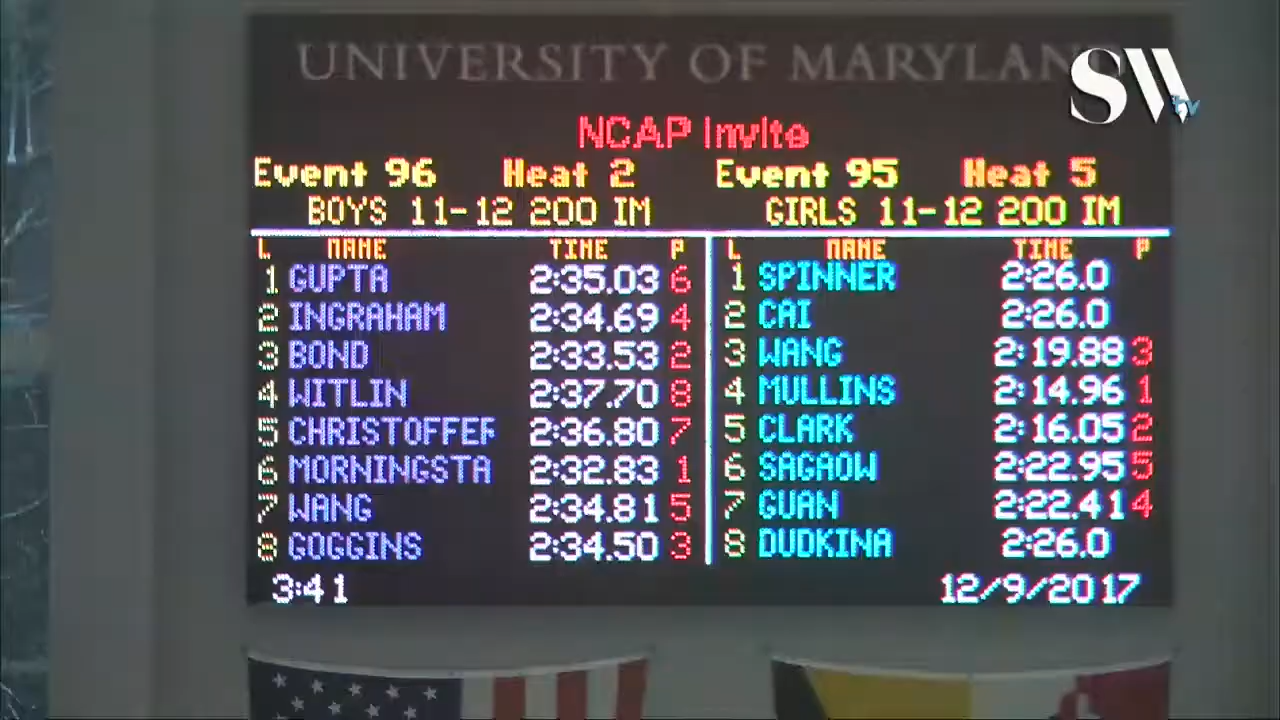 UNIVERSITY OF MARYLAND
SW
tv
NCAP Invite
Event 96 Heat 2 Event 95 Heat 5
BOYS 11-12 200 IM GIRLS 11-12 200 IM
L NAME TIME P L NAME TIME P
1 GUPTA 2:35.03 6 1 SPINNER 2:26.0
2 INGRAHAM 2:34.69 4 2 CAI 2:26.0
3 BOND 2:33.53 2 3 WANG 2:19.88 3
4 WITLIN 2:37.70 8 4 MULLINS 2:14.96 1
5 CHRISTOFFER 2:36.80 7 5 CLARK 2:16.05 2
6 MORNINGSTA 2:32.83 1 6 SAGAOW 2:22.95 5
7 WANG 2:34.81 5 7 GUAN 2:22.41 4
8 GOGGINS 2:34.50 3 8 DUDKINA 2:26.0
3:41 12/9/2017